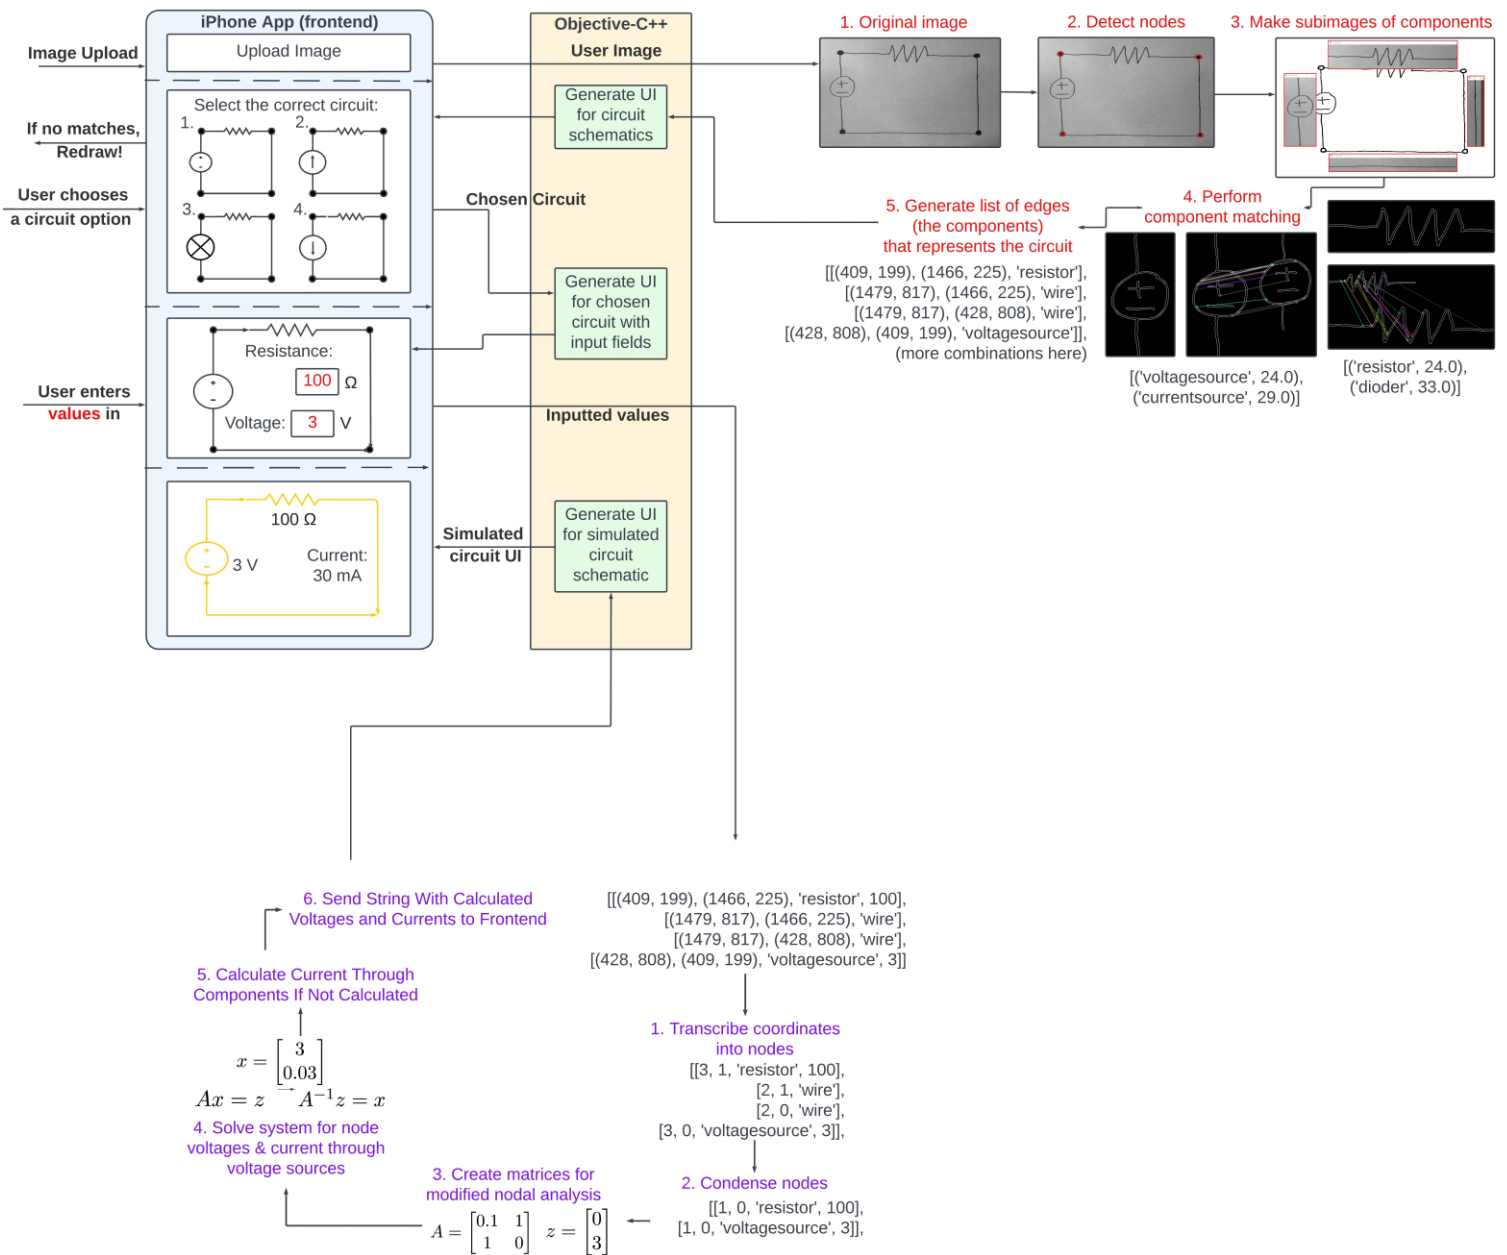 iPhone App (frontend)
Upload Image
Image Upload
If no matches,
Redraw!
User chooses
a circuit option
User enters
values in
Select the correct circuit:
1.
2.
3.
4.
Resistance:
100 Ω
Voltage: 3 V
100 Ω
3 V
Current:
30 mA
Objective-C++
User Image
Generate UI
for circuit
schematics
Chosen Circuit
Generate UI
for chosen
circuit with
input fields
Inputted values
Generate UI
for simulated
circuit
schematic
Simulated
circuit UI
1. Original image
2. Detect nodes
3. Make subimages of components
4. Perform
component matching
[('voltagesource', 24.0),
('currentsource', 29.0)]
[('resistor', 24.0),
('dioder', 33.0)]
5. Generate list of edges
(the components)
that represents the circuit
[[(409, 199), (1466, 225), 'resistor'],
[(1479, 817), (1466, 225), 'wire'],
[(1479, 817), (428, 808), 'wire'],
[(428, 808), (409, 199), 'voltagesource']],
(more combinations here)
[[(409, 199), (1466, 225), 'resistor', 100],
[(1479, 817), (1466, 225), 'wire'],
[(1479, 817), (428, 808), 'wire'],
[(428, 808), (409, 199), 'voltagesource', 3]]
1. Transcribe coordinates
into nodes
[[3, 1, 'resistor', 100],
[2, 1, 'wire'],
[2, 0, 'wire'],
[3, 0, 'voltagesource', 3]],
2. Condense nodes
[[1, 0, 'resistor', 100],
[1, 0, 'voltagesource', 3]],
3. Create matrices for
modified nodal analysis
A = [0.1 1
1 0] z = [0
3]
4. Solve system for node
voltages & current through
voltage sources
Ax = z → A⁻¹z = x
x = [3
0.03]
5. Calculate Current Through
Components If Not Calculated
6. Send String With Calculated
Voltages and Currents to Frontend